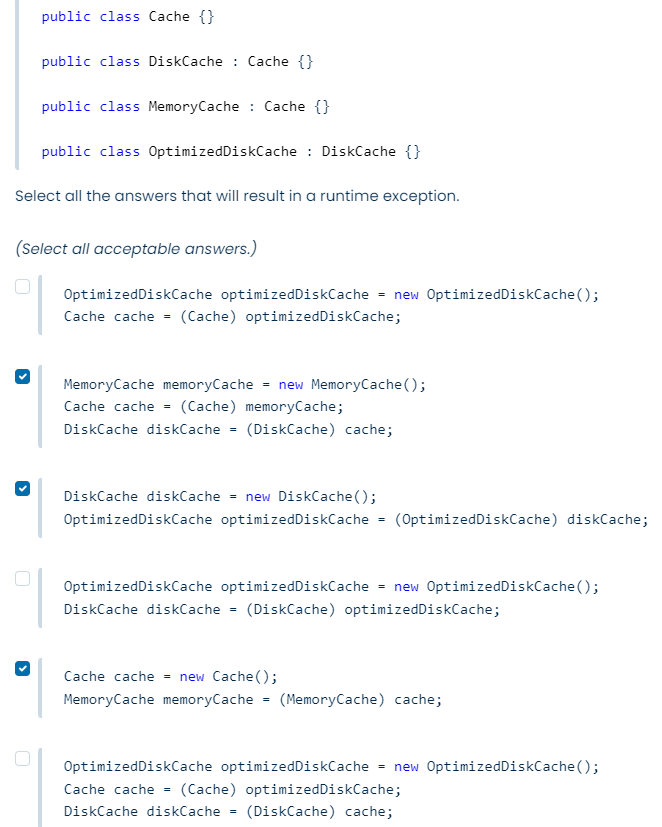 public class Cache {}
public class DiskCache : Cache {}
public class MemoryCache : Cache {}
public class OptimizedDiskCache : DiskCache {}
Select all the answers that will result in a runtime exception.
(Select all acceptable answers.)
OptimizedDiskCache optimizedDiskCache = new OptimizedDiskCache();
Cache cache = (Cache) optimizedDiskCache;
MemoryCache memoryCache = new MemoryCache();
Cache cache = (Cache) memoryCache;
DiskCache diskCache = (DiskCache) cache;
DiskCache diskCache = new DiskCache();
OptimizedDiskCache optimizedDiskCache = (OptimizedDiskCache) diskCache;
OptimizedDiskCache optimizedDiskCache = new OptimizedDiskCache();
DiskCache diskCache = (DiskCache) optimizedDiskCache;
Cache cache = new Cache();
MemoryCache memoryCache = (MemoryCache) cache;
OptimizedDiskCache optimizedDiskCache = new OptimizedDiskCache();
Cache cache = (Cache) optimizedDiskCache;
DiskCache diskCache = (DiskCache) cache;